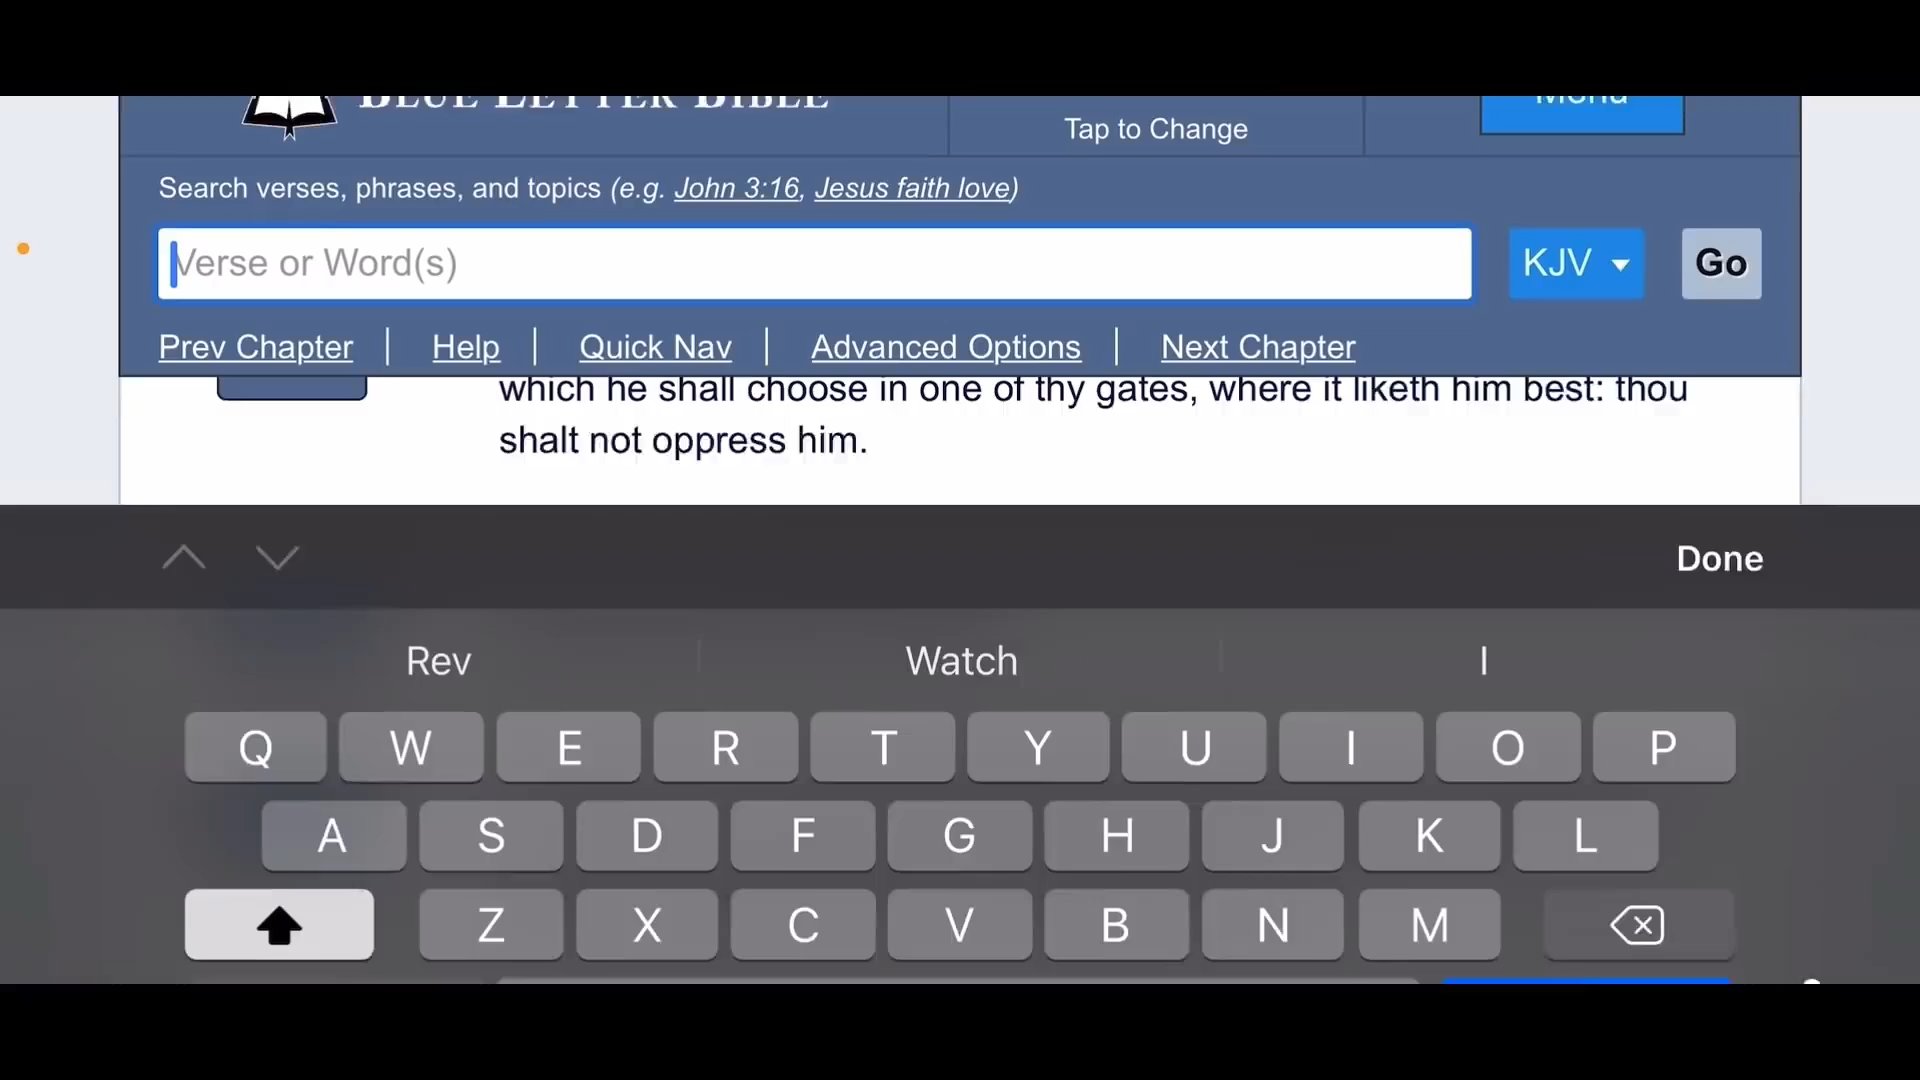 BLUE LETTER BIBLE
Menu
Tap to Change
Search verses, phrases, and topics (e.g. John 3:16, Jesus faith love)
Verse or Word(s)
KJV
Go
Prev Chapter | Help | Quick Nav | Advanced Options | Next Chapter
which he shall choose in one of thy gates, where it liketh him best: thou
shalt not oppress him.
Done
Rev
Watch
I
Q W E R T Y U I O P
A S D F G H J K L
Z X C V B N M